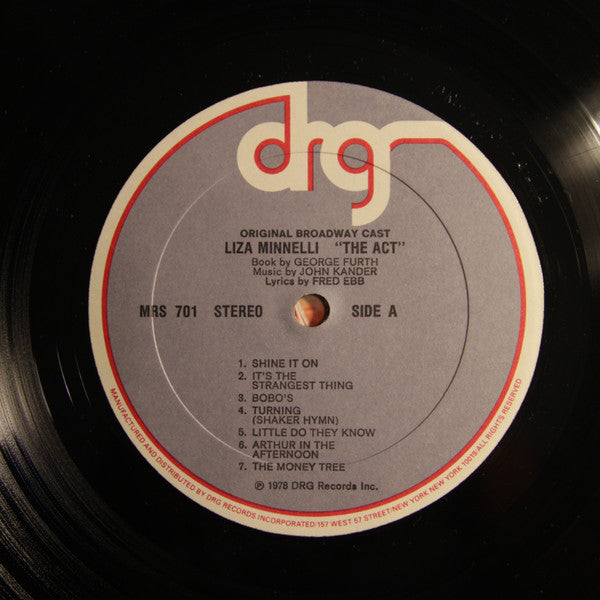 drg
ORIGINAL BROADWAY CAST
LIZA MINNELLI "THE ACT"
Book by GEORGE FURTH
Music by JOHN KANDER
Lyrics by FRED EBB
MRS 701 STEREO SIDE A
1. SHINE IT ON
2. IT'S THE
STRANGEST THING
3. BOBO'S
4. TURNING
(SHAKER HYMN)
5. LITTLE DO THEY KNOW
6. ARTHUR IN THE
AFTERNOON
7. THE MONEY TREE
℗ 1978 DRG Records Inc.
MANUFACTURED AND DISTRIBUTED BY DRG RECORDS INCORPORATED/157 WEST 57 STREET/NEW YORK NEW YORK 10019/ALL RIGHTS RESERVED